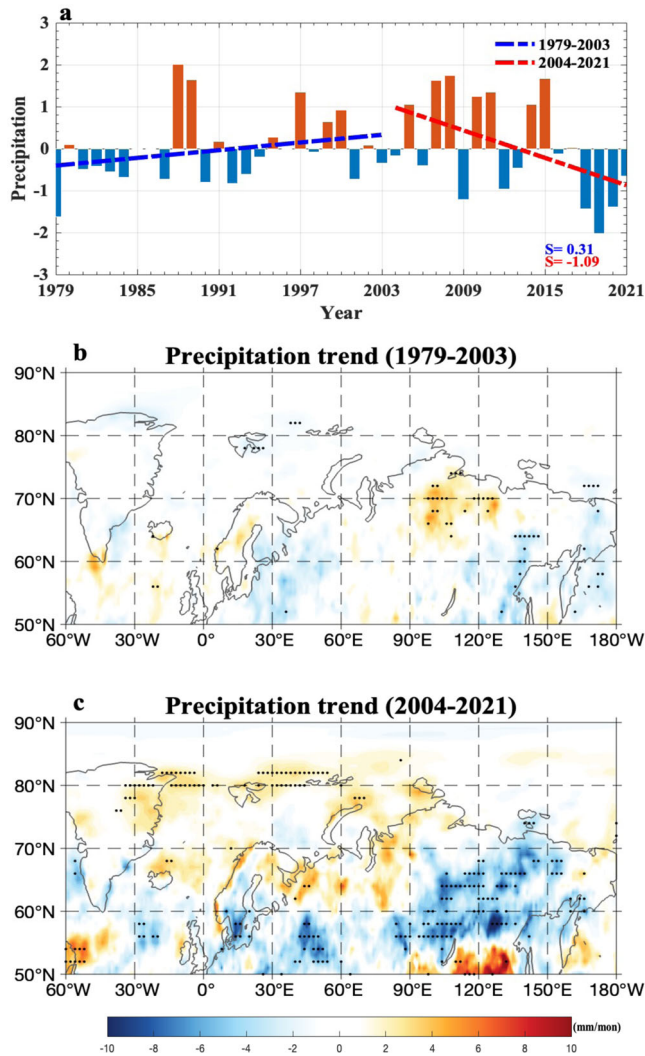 a
3
2
1
0
-1
-2
-3
Precipitation
1979-2003
2004-2021
S= 0.31
S= -1.09
1979 1985 1991 1997 2003 2009 2015 2021
Year
b Precipitation trend (1979-2003)
90°N
80°N
70°N
60°N
50°N
60°W 30°W 0° 30°E 60°E 90°E 120°E 150°E 180°W
c Precipitation trend (2004-2021)
90°N
80°N
70°N
60°N
50°N
60°W 30°W 0° 30°E 60°E 90°E 120°E 150°E 180°W
(mm/mon)
-10 -8 -6 -4 -2 0 2 4 6 8 10